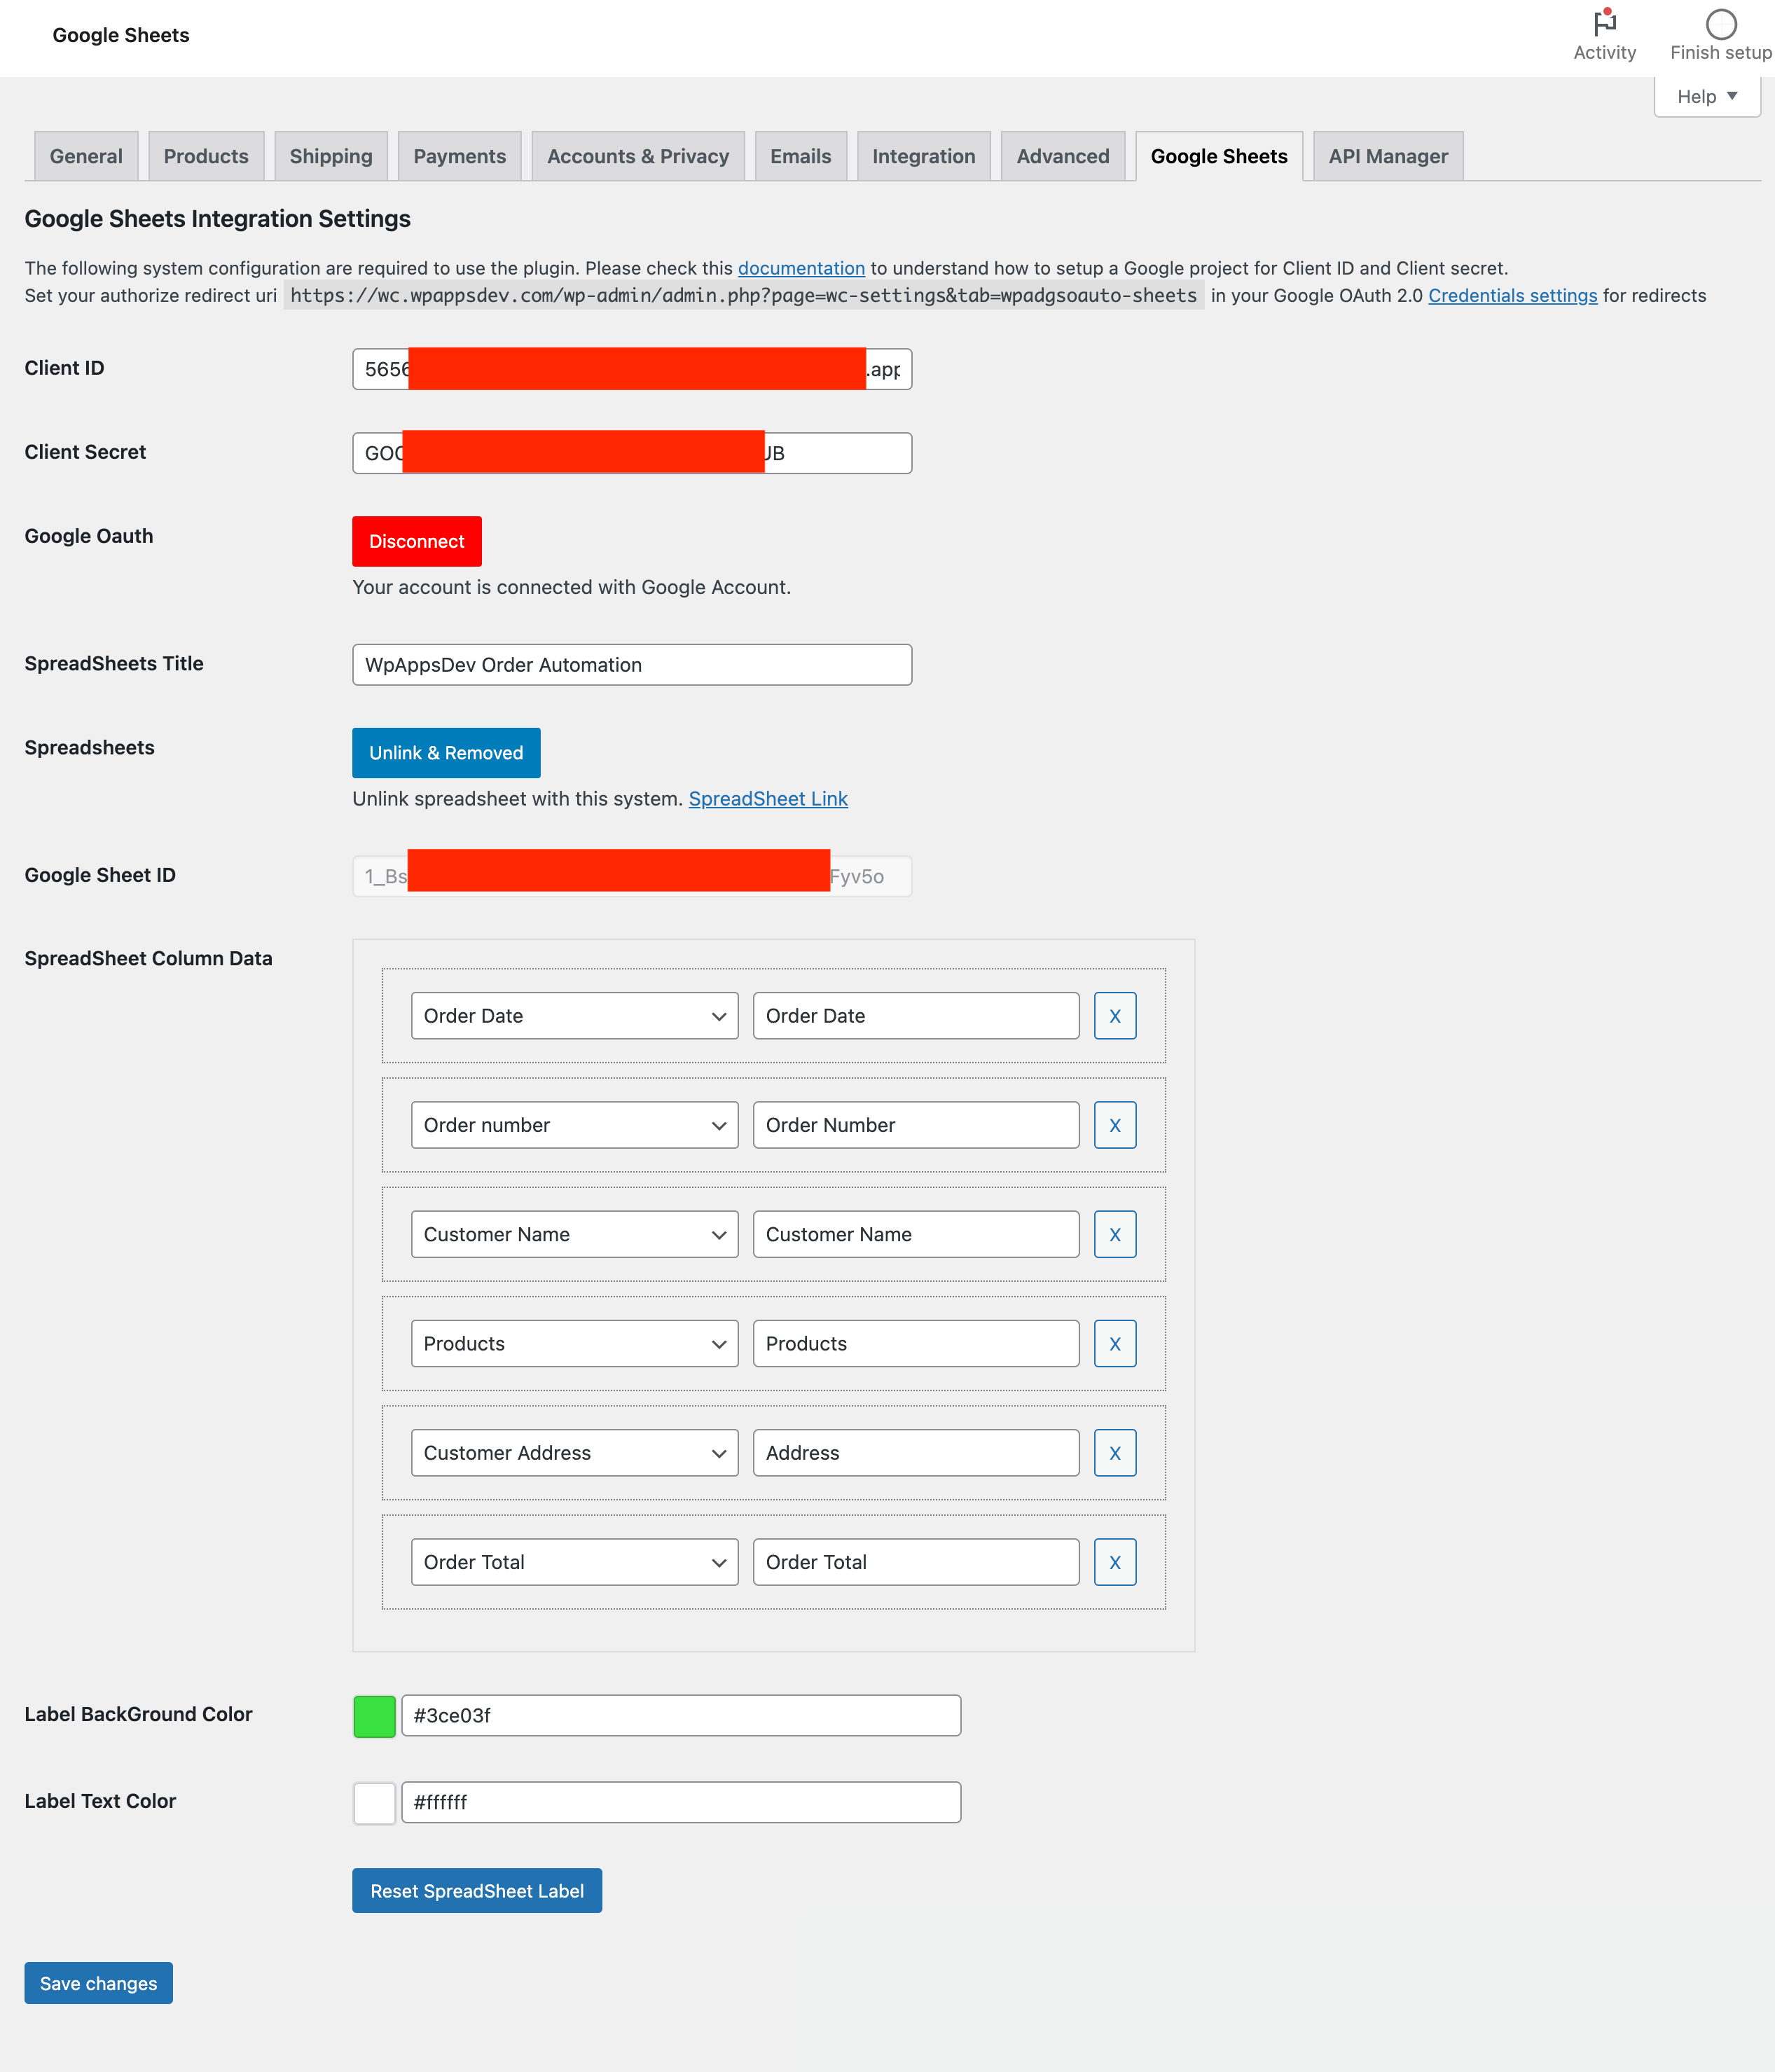 Google Sheets
Activity
Finish setup
Help
General
Products
Shipping
Payments
Accounts & Privacy
Emails
Integration
Advanced
Google Sheets
API Manager
Google Sheets Integration Settings
The following system configuration are required to use the plugin. Please check this documentation to understand how to setup a Google project for Client ID and Client secret.
Set your authorize redirect uri https://wc.wpappsdev.com/wp-admin/admin.php?page=wc-settings&tab=wpadgsoauto-sheets in your Google OAuth 2.0 Credentials settings for redirects
Client ID
5656 .app
Client Secret
GOC JB
Google Oauth
Disconnect
Your account is connected with Google Account.
SpreadSheets Title
WpAppsDev Order Automation
Spreadsheets
Unlink & Removed
Unlink spreadsheet with this system. SpreadSheet Link
Google Sheet ID
1_Bs Fyv5o
SpreadSheet Column Data
Order Date
Order Date
X
Order number
Order Number
X
Customer Name
Customer Name
X
Products
Products
X
Customer Address
Address
X
Order Total
Order Total
X
Label BackGround Color
#3ce03f
Label Text Color
#ffffff
Reset SpreadSheet Label
Save changes